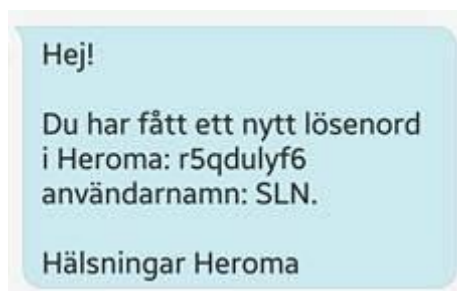 Hej!
Du har fått ett nytt lösenord
i Heroma: r5qdulyf6
användarnamn: SLN.
Hälsningar Heroma